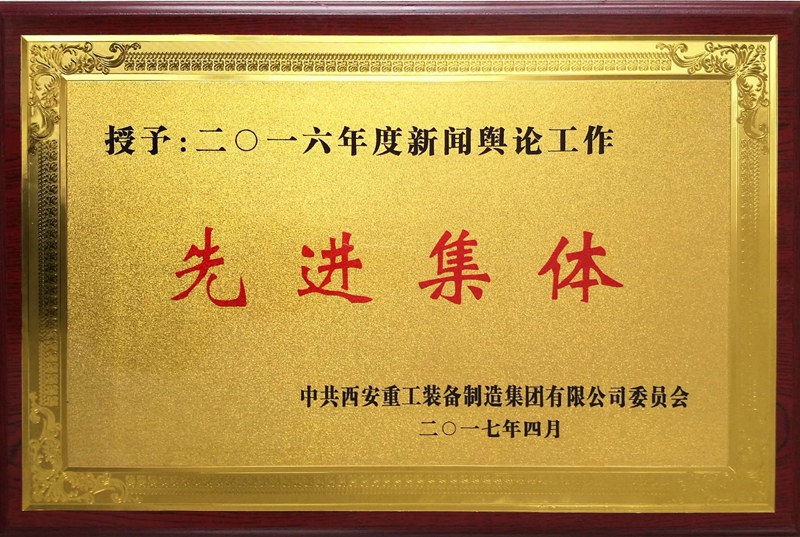 授予:二〇一六年度新闻舆论工作
先进集体
中共西安重工装备制造集团有限公司委员会
二〇一七年四月